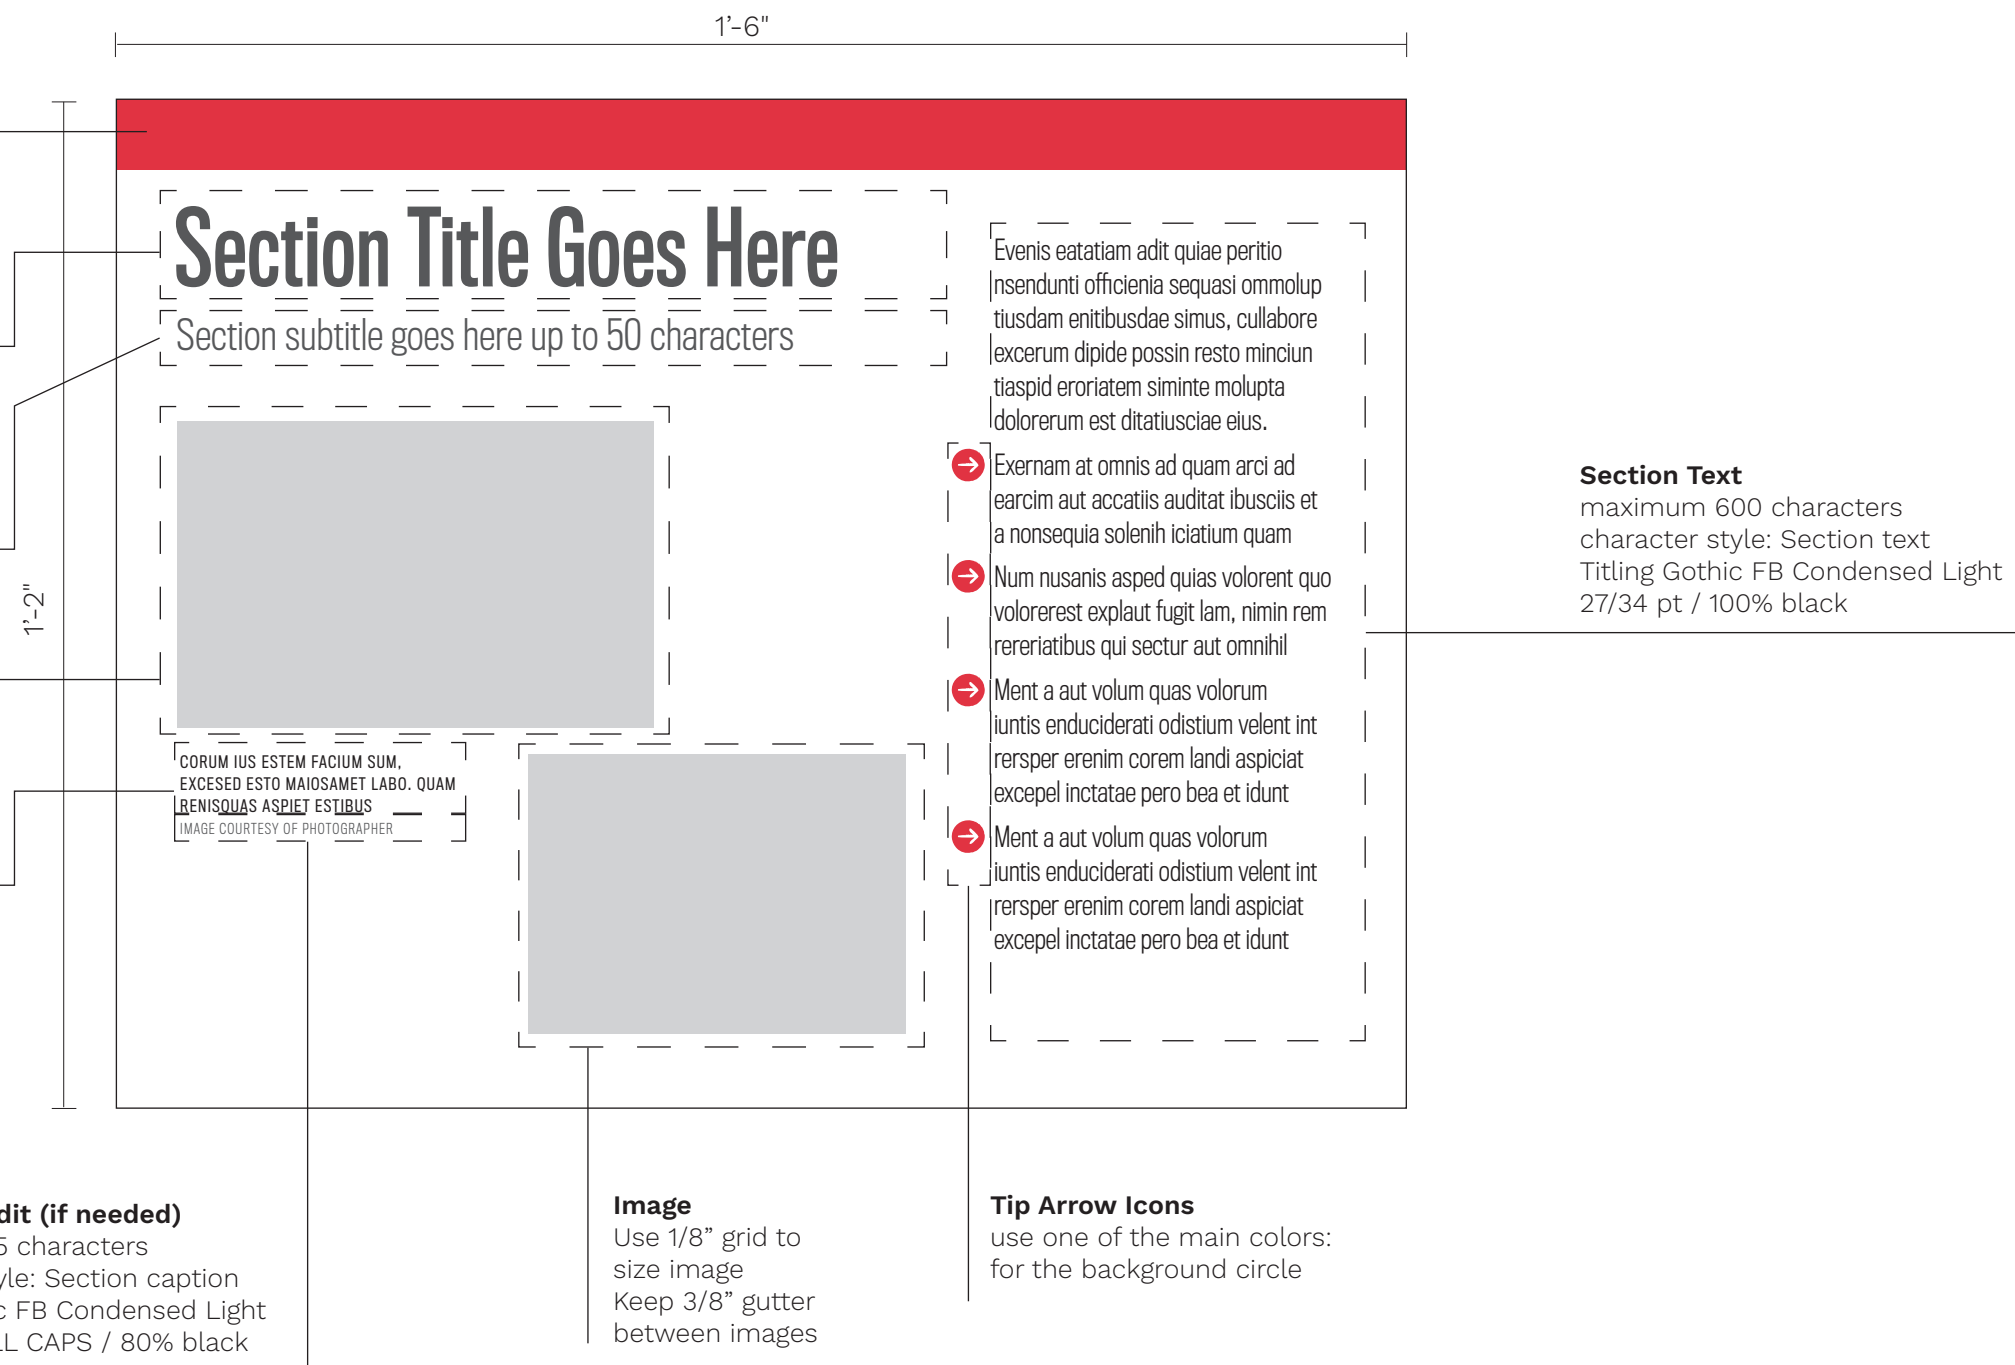 1’-6"
1’-2"
Section Title Goes Here
Section subtitle goes here up to 50 characters
Evenis eatatiam adit quiae peritio
nsendunti officienia sequasi ommolup
tiusdam enitibusdae simus, cullabore
excerum dipide possin resto minciun
tiaspid eroriatem siminte molupta
dolorerum est ditatiusciae eius.
Exernam at omnis ad quam arci ad
earcim aut accatiis auditat ibusciis et
a nonsequia solenih iciatium quam
Num nusanis asped quias volorent quo
volorerest explaut fugit lam, nimin rem
rereriatibus qui sectur aut omnihil
Ment a aut volum quas volorum
iuntis enduciderati odistium velent int
rersper erenim corem landi aspiciat
excepel inctatae pero bea et idunt
Ment a aut volum quas volorum
iuntis enduciderati odistium velent int
rersper erenim corem landi aspiciat
excepel inctatae pero bea et idunt
CORUM IUS ESTEM FACIUM SUM,
EXCESED ESTO MAIOSAMET LABO. QUAM
RENISQUAS ASPIET ESTIBUS
IMAGE COURTESY OF PHOTOGRAPHER
Section Text
maximum 600 characters
character style: Section text
Titling Gothic FB Condensed Light
27/34 pt / 100% black
dit (if needed)
5 characters
yle: Section caption
c FB Condensed Light
LL CAPS / 80% black
Image
Use 1/8” grid to
size image
Keep 3/8” gutter
between images
Tip Arrow Icons
use one of the main colors:
for the background circle